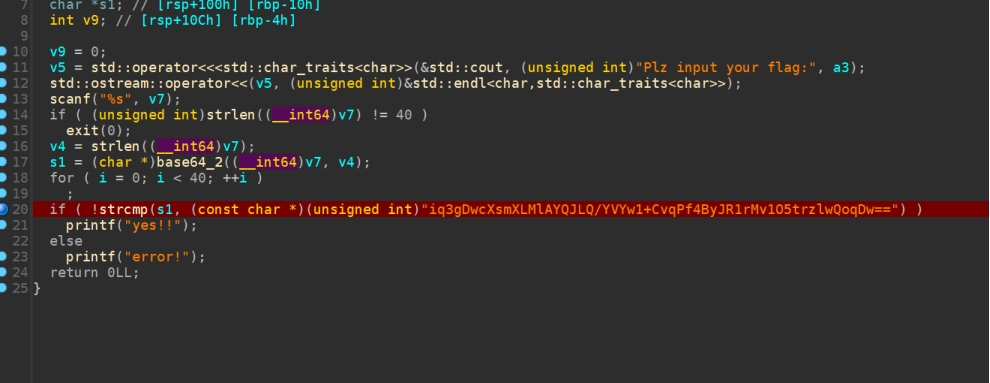 7 char *s1; // [rsp+100h] [rbp-10h]
8 int v9; // [rsp+10Ch] [rbp-4h]
9
10 v9 = 0;
11 v5 = std::operator<<<std::char_traits<char>>(&std::cout, (unsigned int)"Plz input your flag:", a3);
12 std::ostream::operator<<(v5, (unsigned int)&std::endl<char,std::char_traits<char>>);
13 scanf("%s", v7);
14 if ( (unsigned int)strlen((__int64)v7) != 40 )
15 exit(0);
16 v4 = strlen((__int64)v7);
17 s1 = (char *)base64_2((__int64)v7, v4);
18 for ( i = 0; i < 40; ++i )
19 ;
20 if ( !strcmp(s1, (const char *)(unsigned int)"iq3gDwcXsmXLMlAYQJLQ/YVYw1+CvqPf4ByJR1rMv1O5trzlwQoqDw==") )
21 printf("yes!!");
22 else
23 printf("error!");
24 return 0LL;
25 }